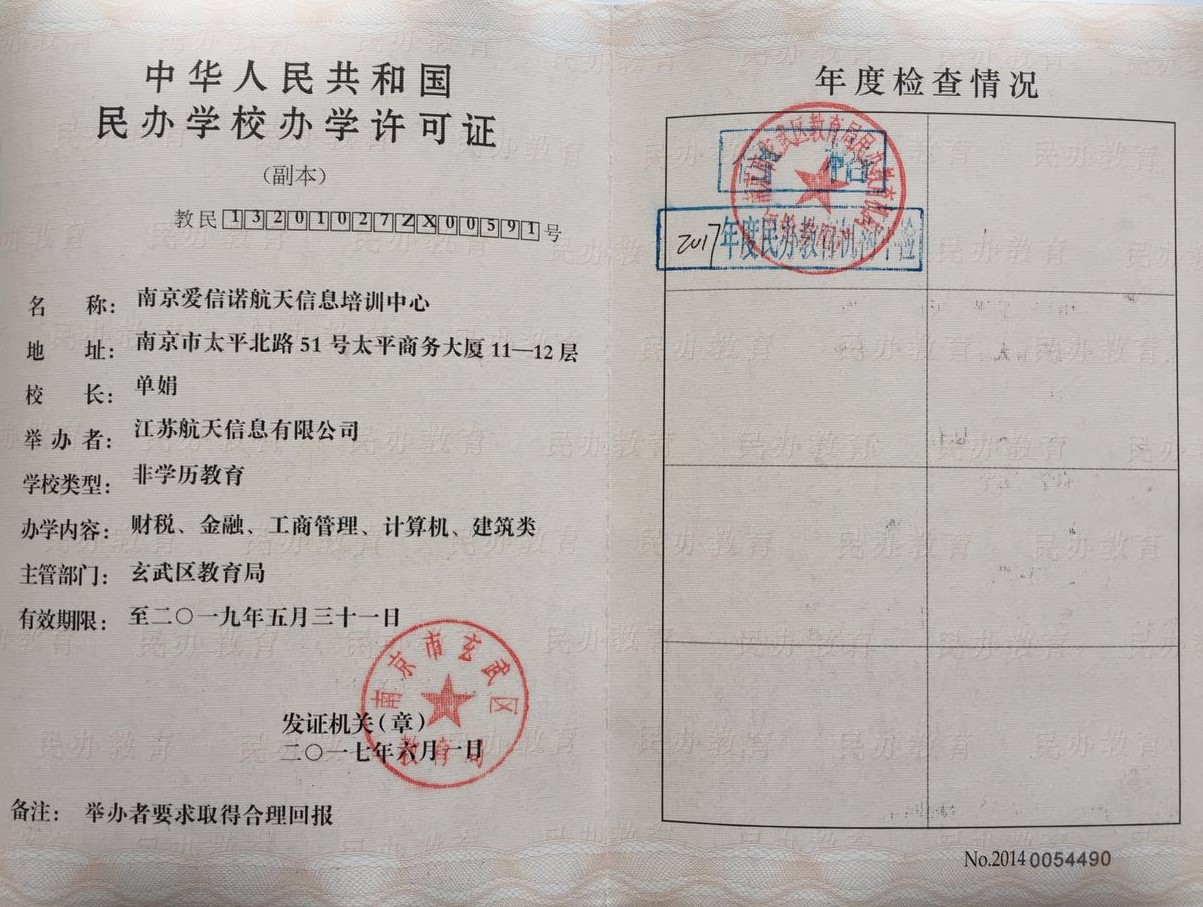 中华人民共和国
民办学校办学许可证
(副本)
教民13201027ZX00591号
名 称: 南京爱信诺航天信息培训中心
地 址: 南京市太平北路51号太平商务大厦11—12层
校 长: 单娟
举办者: 江苏航天信息有限公司
学校类型: 非学历教育
办学内容: 财税、金融、工商管理、计算机、建筑类
主管部门: 玄武区教育局
有效期限: 至二〇一九年五月三十一日
南京市玄武区
教育局
发证机关(章)
二〇一七年六月一日
备注: 举办者要求取得合理回报
年度检查情况
2017年度民办教育机构年检
No.2014 0054490